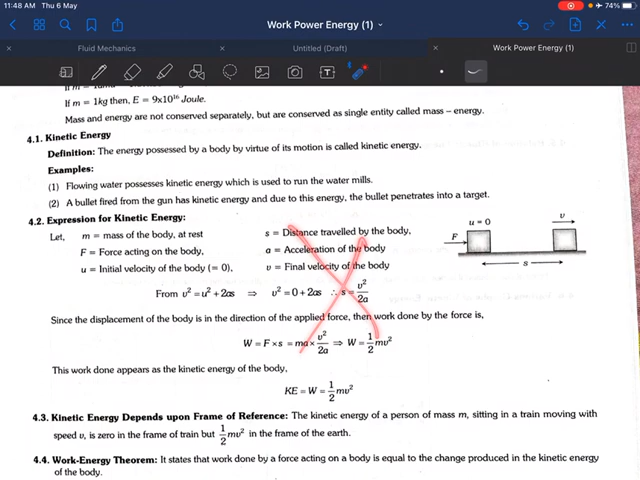 11:48 AM Thu 6 May
74%
Work Power Energy (1)
Fluid Mechanics
Untitled (Draft)
Work Power Energy (1)
If m = 1kg then, E = 9x10¹⁶ Joule.
Mass and energy are not conserved separately, but are conserved as single entity called mass – energy.
4.1. Kinetic Energy
Definition: The energy possessed by a body by virtue of its motion is called kinetic energy.
Examples:
(1) Flowing water possesses kinetic energy which is used to run the water mills.
(2) A bullet fired from the gun has kinetic energy and due to this energy, the bullet penetrates into a target.
4.2. Expression for Kinetic Energy:
Let, m = mass of the body, at rest s = Distance travelled by the body,
F = Force acting on the body, a = Acceleration of the body
u = Initial velocity of the body (= 0), υ = Final velocity of the body
u = 0 υ
F
s
From υ² = u² + 2as ⇒ υ² = 0 + 2as ∴ s = υ²/2a
Since the displacement of the body is in the direction of the applied force, then work done by the force is,
W = F × s = ma × υ²/2a ⇒ W = 1/2 mυ²
This work done appears as the kinetic energy of the body,
KE = W = 1/2 mυ²
4.3. Kinetic Energy Depends upon Frame of Reference: The kinetic energy of a person of mass m, sitting in a train moving with
speed υ, is zero in the frame of train but 1/2 mυ² in the frame of the earth.
4.4. Work-Energy Theorem: It states that work done by a force acting on a body is equal to the change produced in the kinetic energy
of the body.